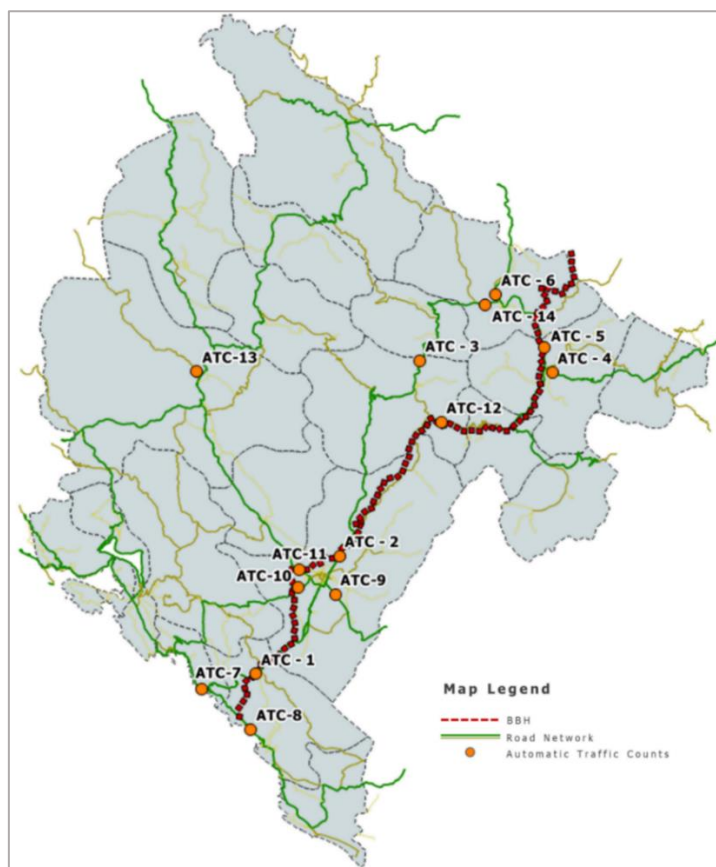 ATC - 6
ATC - 14
ATC - 5
ATC - 3
ATC-13
ATC - 4
ATC-12
ATC - 2
ATC-11
ATC-10
ATC-9
ATC - 1
ATC-7
ATC-8
Map Legend
BBH
Road Network
Automatic Traffic Counts